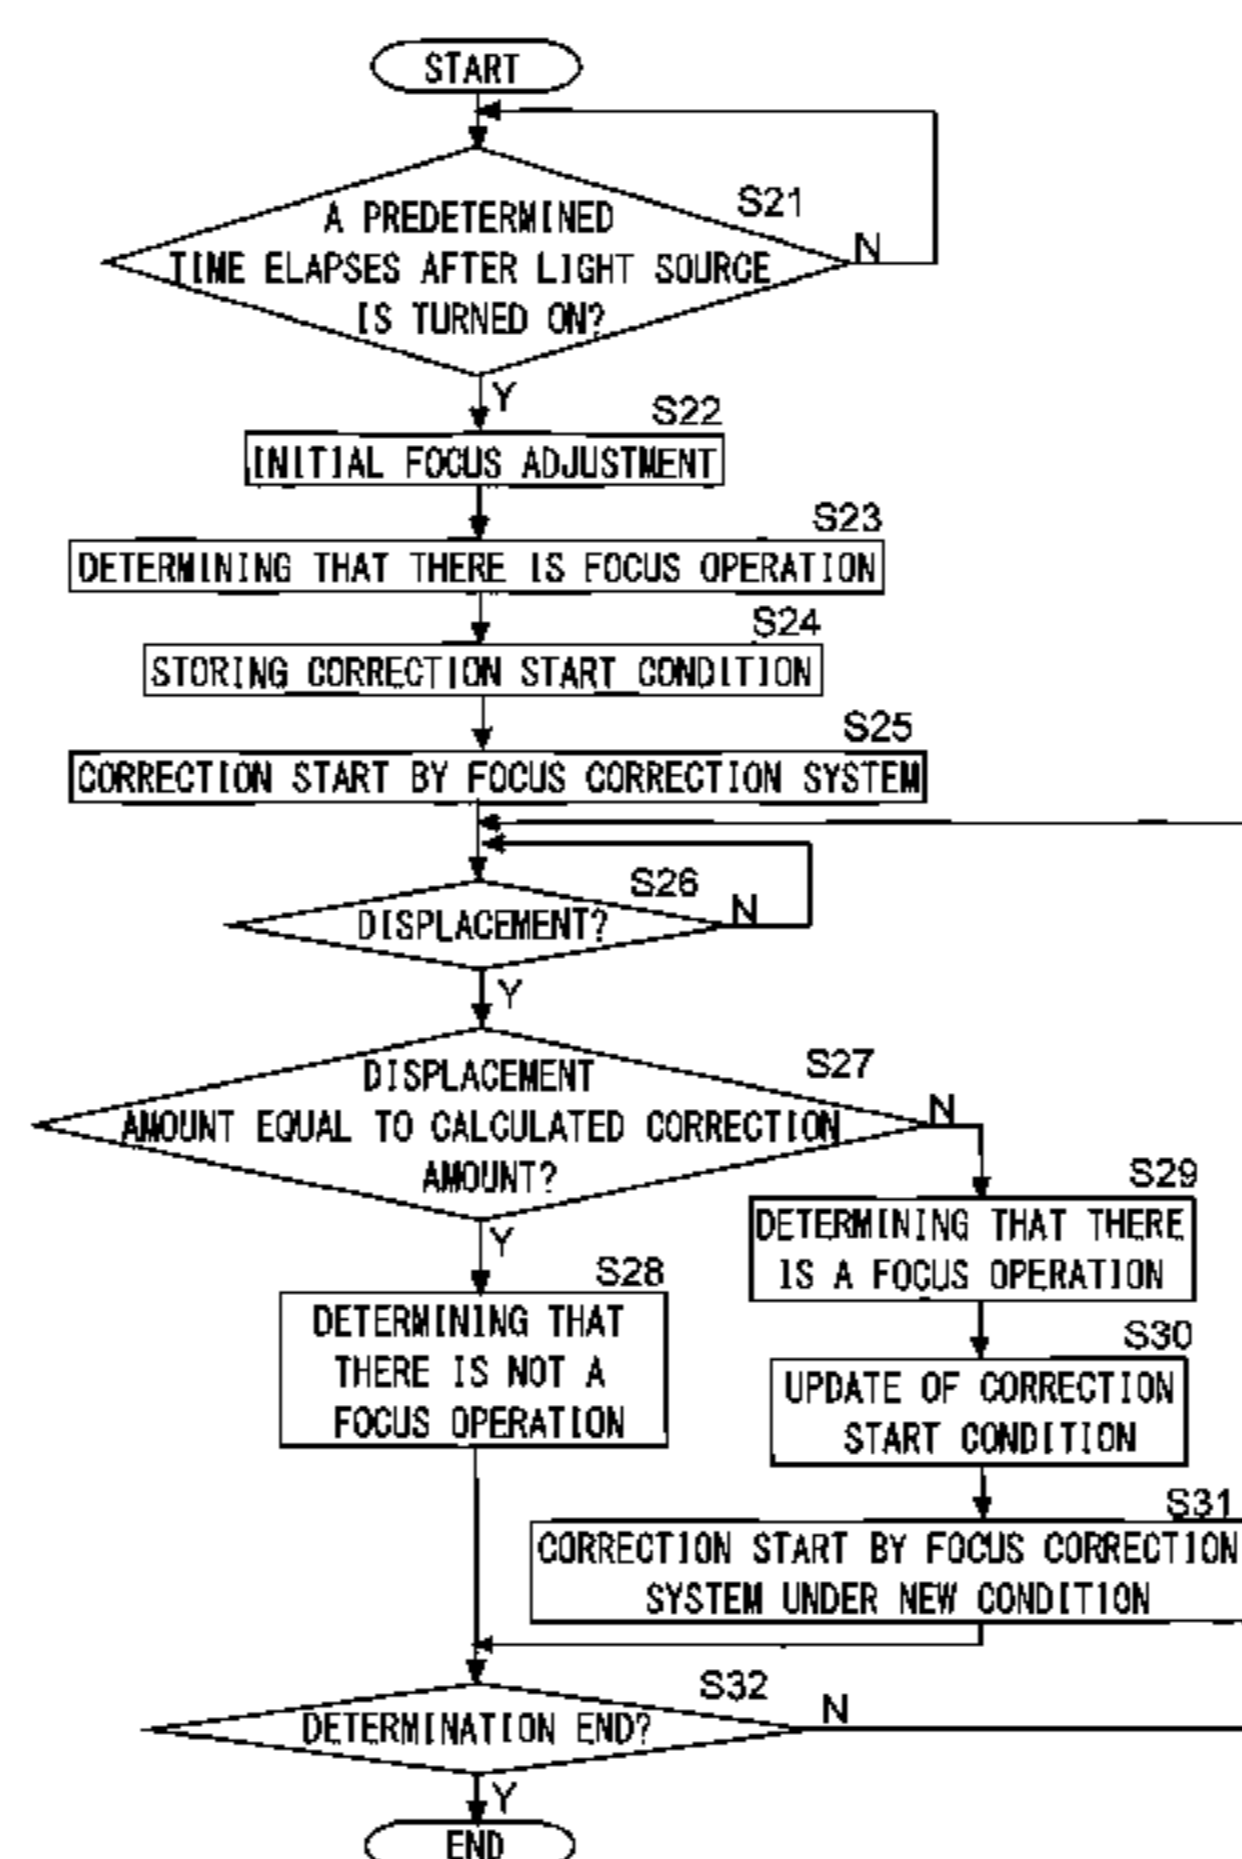 START
S21
A PREDETERMINED
TIME ELAPSES AFTER LIGHT SOURCE
IS TURNED ON?
N
Y
S22
INITIAL FOCUS ADJUSTMENT
S23
DETERMINING THAT THERE IS FOCUS OPERATION
S24
STORING CORRECTION START CONDITION
S25
CORRECTION START BY FOCUS CORRECTION SYSTEM
S26
DISPLACEMENT?
N
Y
S27
DISPLACEMENT
AMOUNT EQUAL TO CALCULATED CORRECTION
AMOUNT?
N
Y
S28
DETERMINING THAT
THERE IS NOT A
FOCUS OPERATION
S29
DETERMINING THAT THERE
IS A FOCUS OPERATION
S30
UPDATE OF CORRECTION
START CONDITION
S31
CORRECTION START BY FOCUS CORRECTION
SYSTEM UNDER NEW CONDITION
S32
DETERMINATION END?
N
Y
END